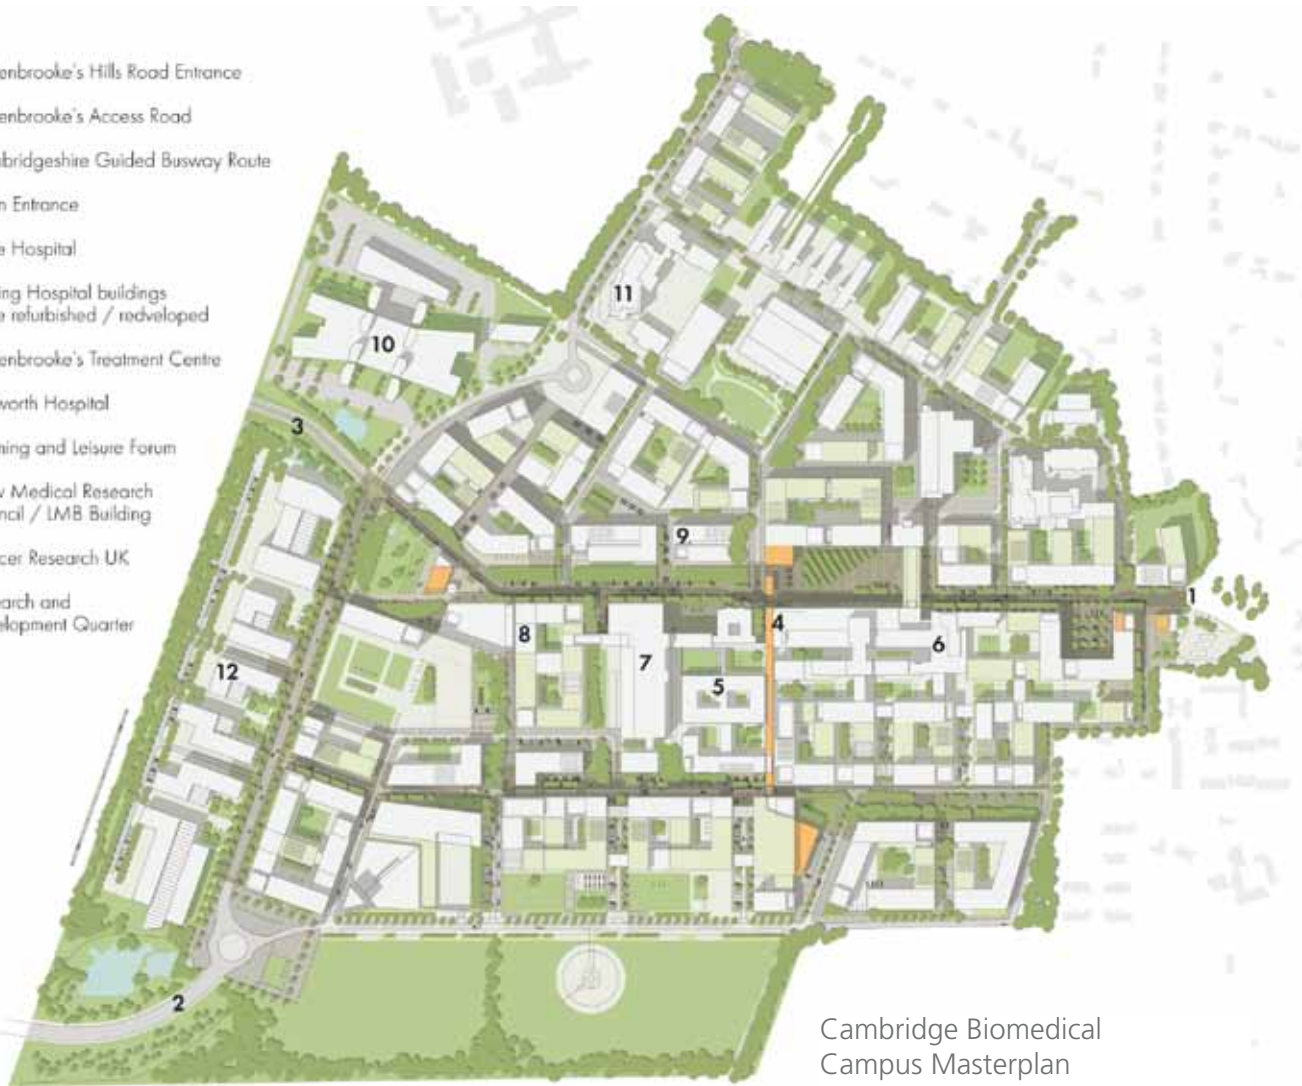 enbrooke's Hills Road Entrance
enbrooke's Access Road
nbridgeshire Guided Busway Route
n Entrance
e Hospital
ing Hospital buildings
e refurbished / redveloped
enbrooke's Treatment Centre
worth Hospital
ning and Leisure Forum
w Medical Research
ncil / LMB Building
cer Research UK
earch and
elopment Quarter
11
10
3
9
1
4
8
6
7
5
12
2
Cambridge Biomedical
Campus Masterplan